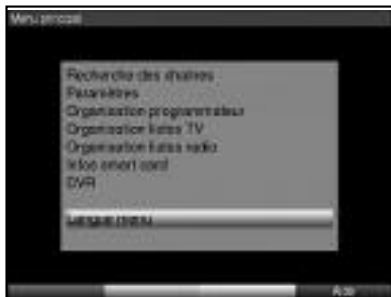 Menu principal
Recherche des chaînes
Paramètres
Organisation programmateur
Organisation listes TV
Organisation listes radio
Infos smart card
DVR
Langue menu